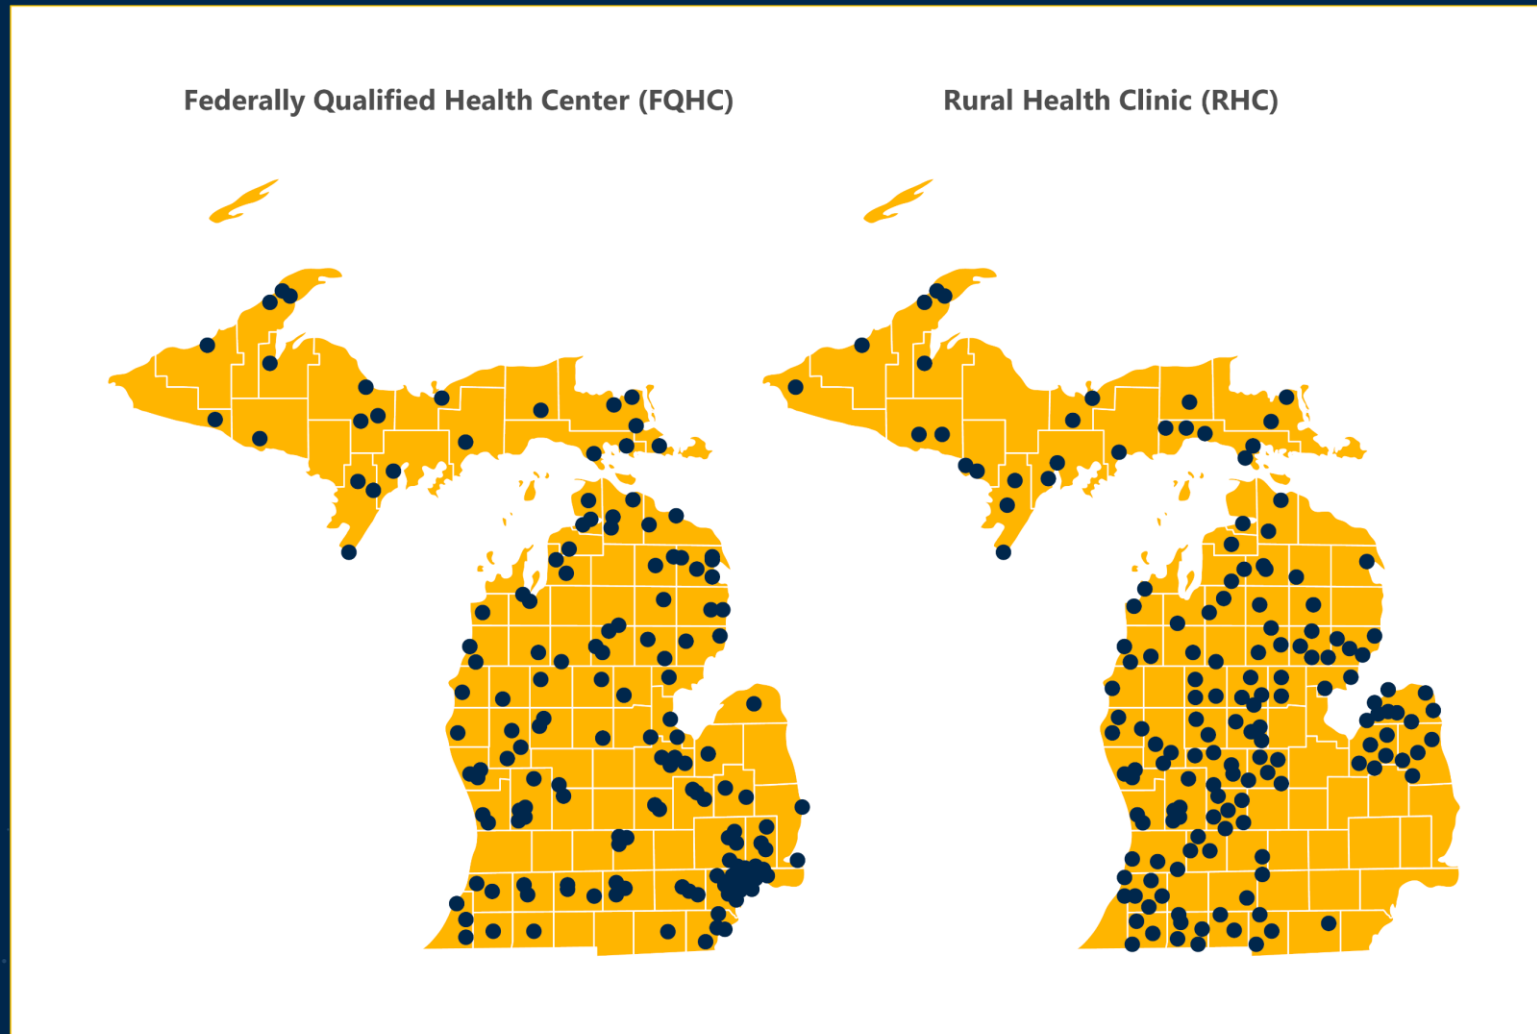 Federally Qualified Health Center (FQHC)
Rural Health Clinic (RHC)